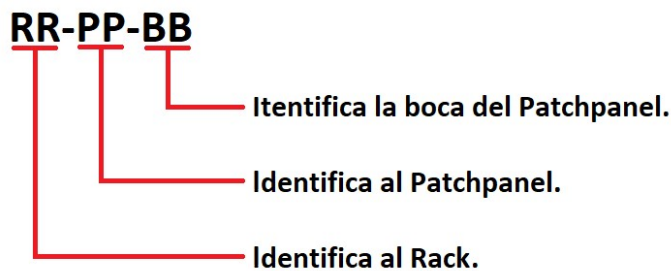 RR-PP-BB
Itentifica la boca del Patchpanel.
Identifica al Patchpanel.
Identifica al Rack.